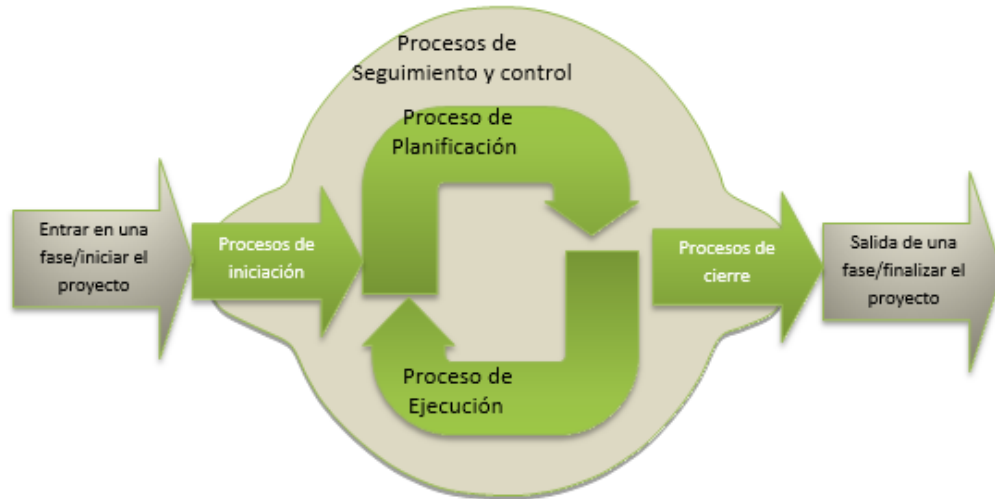 Procesos de
Seguimiento y control
Proceso de
Planificación
Entrar en una
fase/iniciar el
proyecto
Procesos de
iniciación
Procesos de
cierre
Salida de una
fase/finalizar el
proyecto
Proceso de
Ejecución